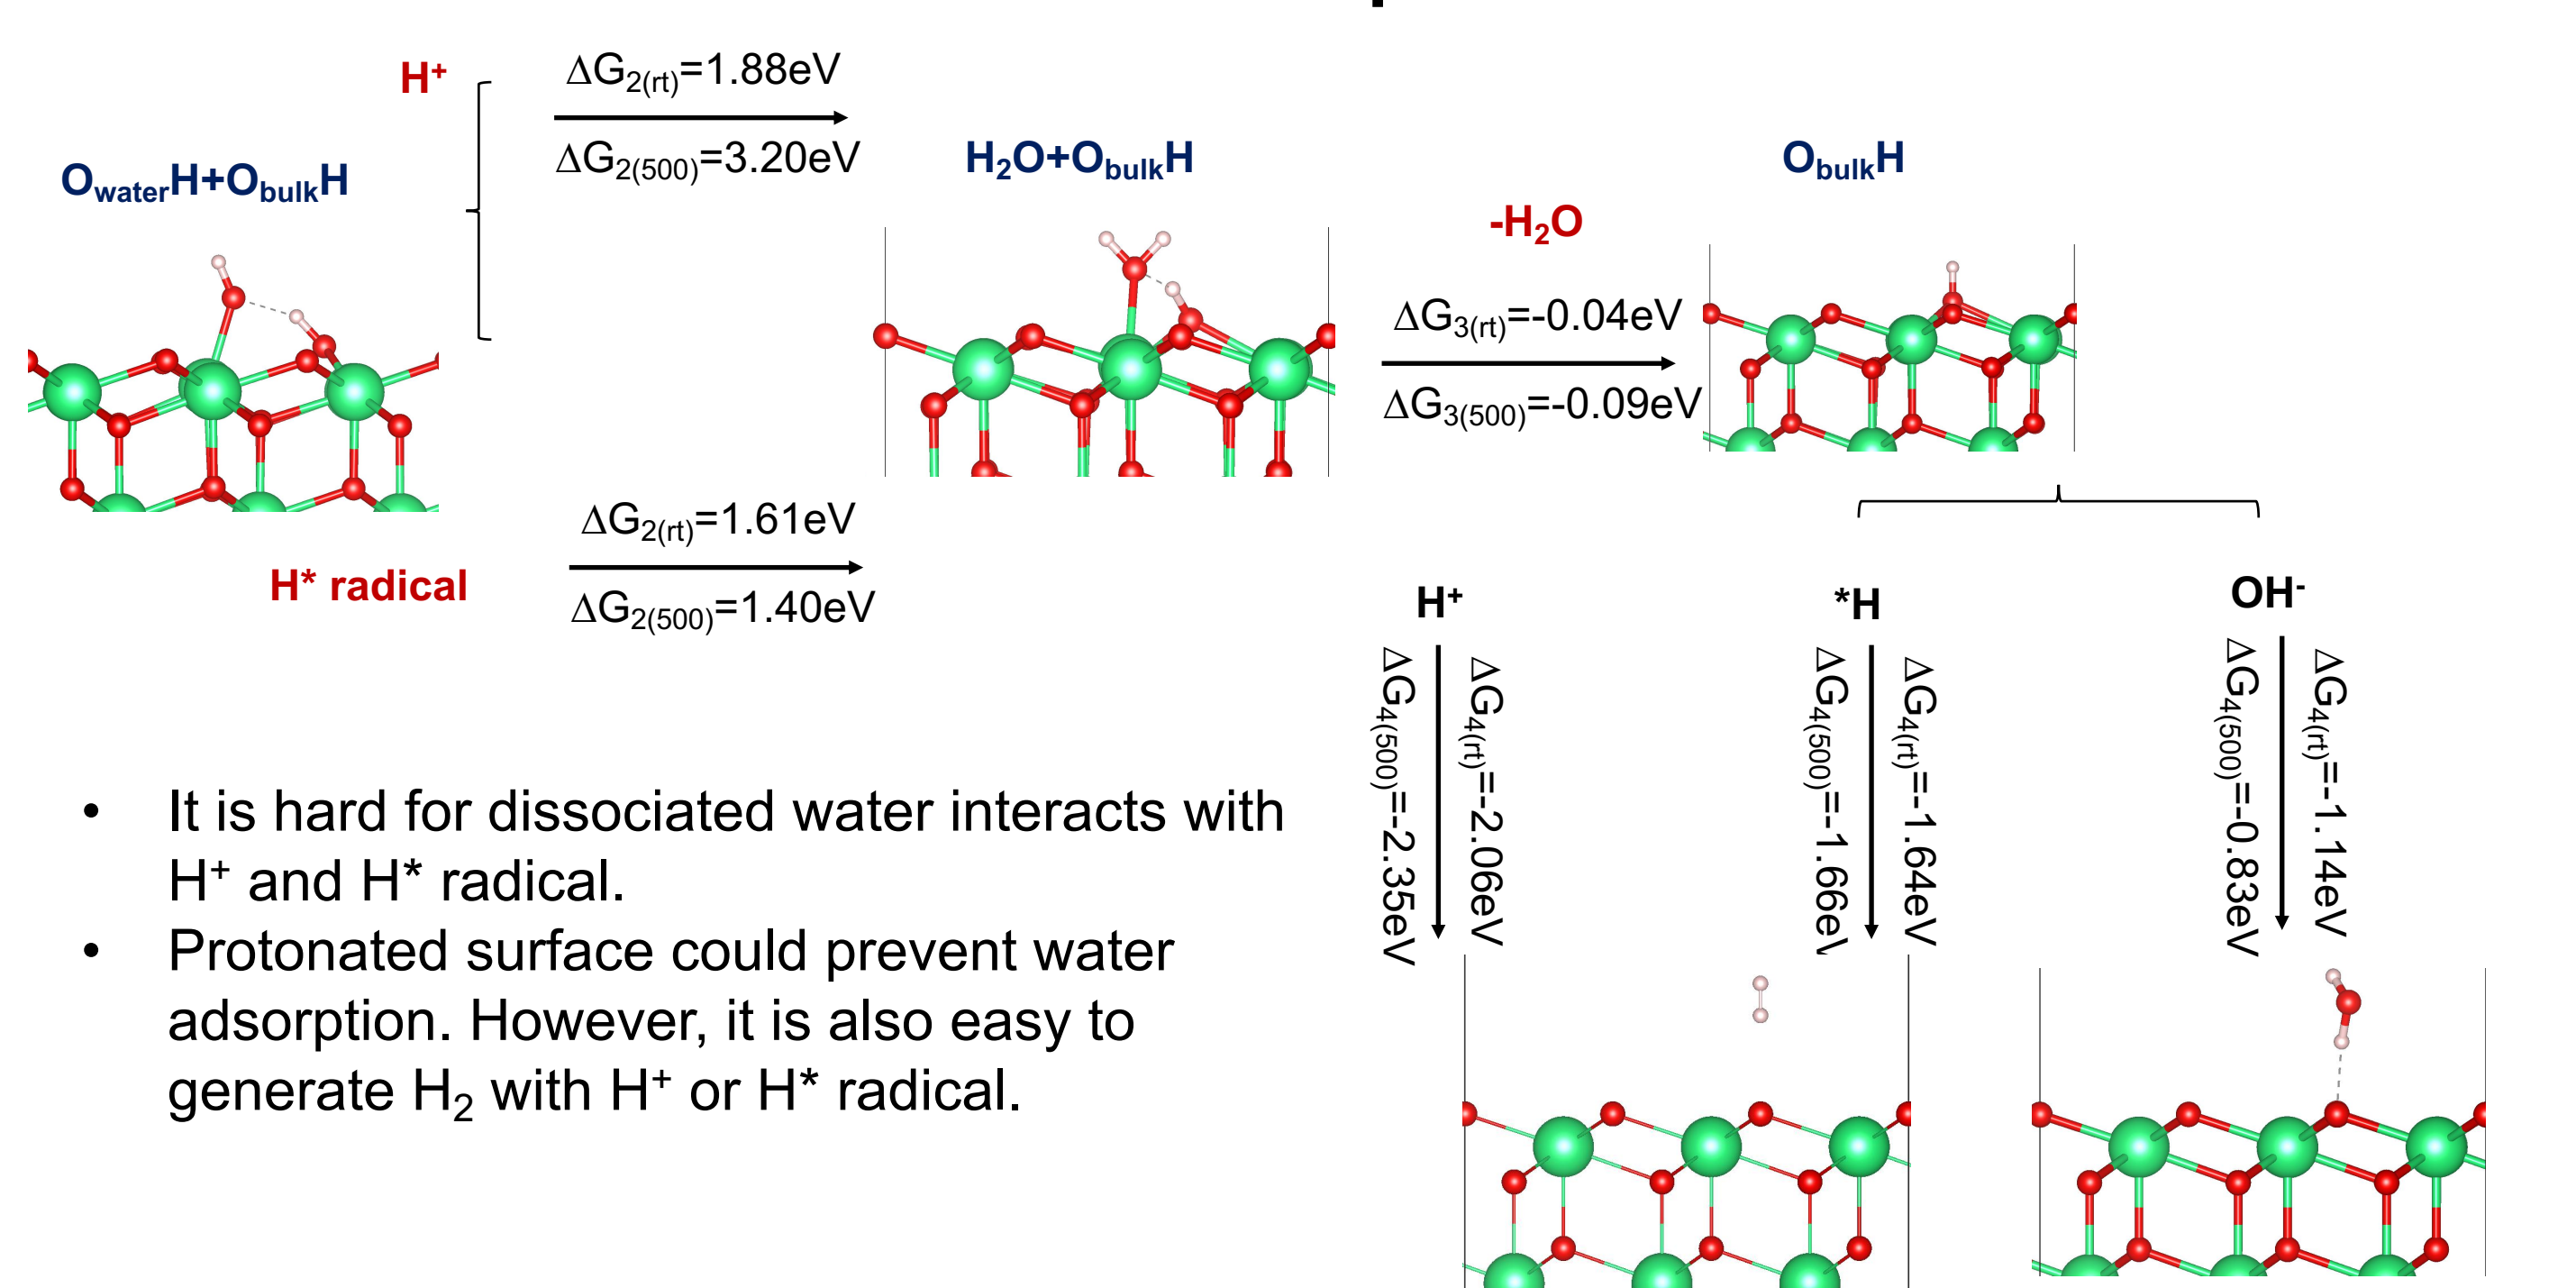 H⁺
ΔG₂₍ᵣₜ₎=1.88eV
ΔG₂₍₅₀₀₎=3.20eV
O_waterH+O_bulkH
H₂O+O_bulkH
O_bulkH
-H₂O
ΔG₃₍ᵣₜ₎=-0.04eV
ΔG₃₍₅₀₀₎=-0.09eV
ΔG₂₍ᵣₜ₎=1.61eV
H* radical
ΔG₂₍₅₀₀₎=1.40eV
H⁺
*H
OH⁻
ΔG₄₍₅₀₀₎=-2.35eV
ΔG₄₍ᵣₜ₎=-2.06eV
ΔG₄₍₅₀₀₎=-1.66eV
ΔG₄₍ᵣₜ₎=-1.64eV
ΔG₄₍₅₀₀₎=-0.83eV
ΔG₄₍ᵣₜ₎=-1.14eV
• It is hard for dissociated water interacts with
H⁺ and H* radical.
• Protonated surface could prevent water
adsorption. However, it is also easy to
generate H₂ with H⁺ or H* radical.